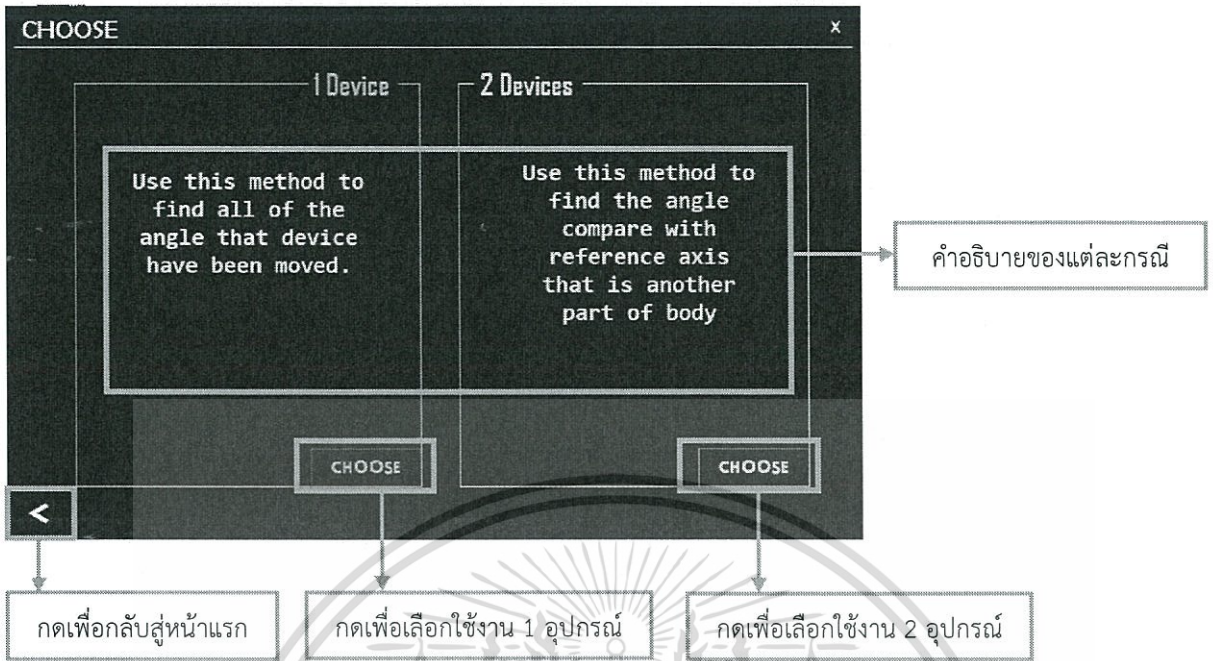 CHOOSE
X
1 Device
2 Devices
Use this method to
find all of the
angle that device
have been moved.
Use this method to
find the angle
compare with
reference axis
that is another
part of body
คำอธิบายของแต่ละกรณี
CHOOSE
CHOOSE
<
กดเพื่อกลับสู่หน้าแรก
กดเพื่อเลือกใช้งาน 1 อุปกรณ์
กดเพื่อเลือกใช้งาน 2 อุปกรณ์